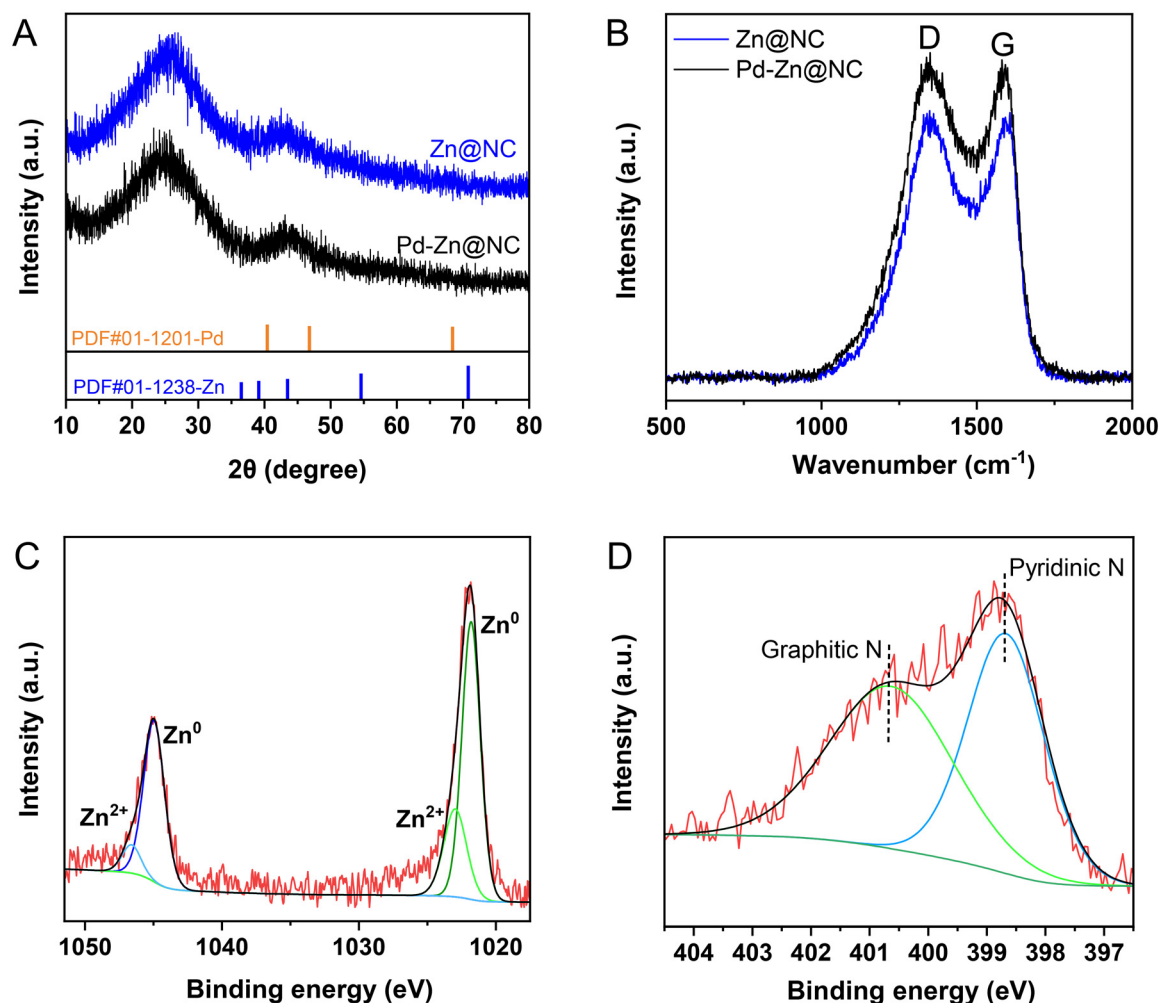 A
Intensity (a.u.)
Zn@NC
Pd-Zn@NC
PDF#01-1201-Pd
PDF#01-1238-Zn
10 20 30 40 50 60 70 80
2θ (degree)
B
Intensity (a.u.)
Zn@NC
Pd-Zn@NC
D
G
500 1000 1500 2000
Wavenumber (cm⁻¹)
C
Intensity (a.u.)
Zn⁰
Zn⁰
Zn²⁺
Zn²⁺
1050 1040 1030 1020
Binding energy (eV)
D
Intensity (a.u.)
Pyridinic N
Graphitic N
404 403 402 401 400 399 398 397
Binding energy (eV)